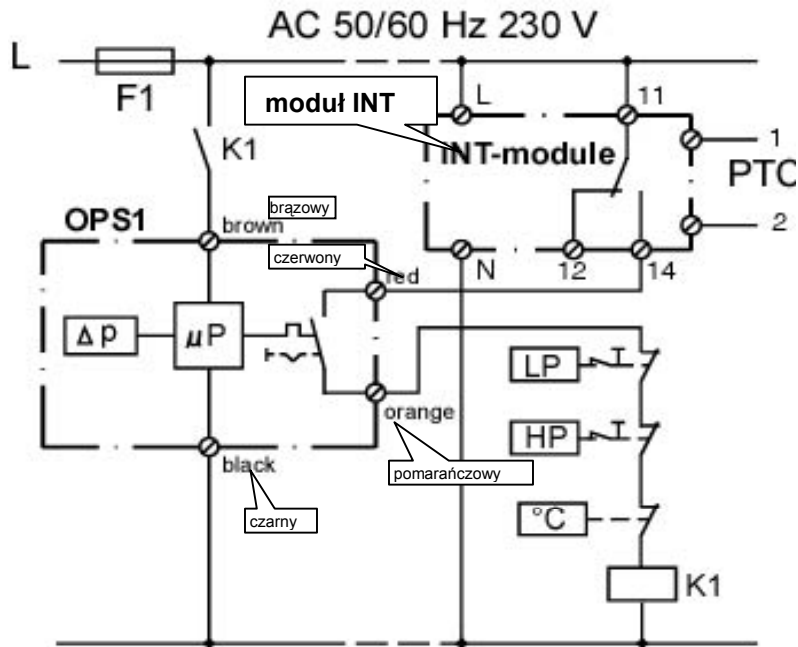 AC 50/60 Hz 230 V
L
F1
moduł INT
L
11
K1
INT-module
1
PTC
2
OPS1
brązowy
brown
czerwony
red
N
12
14
Δp
µP
LP
orange
HP
black
pomarańczowy
czarny
°C
K1